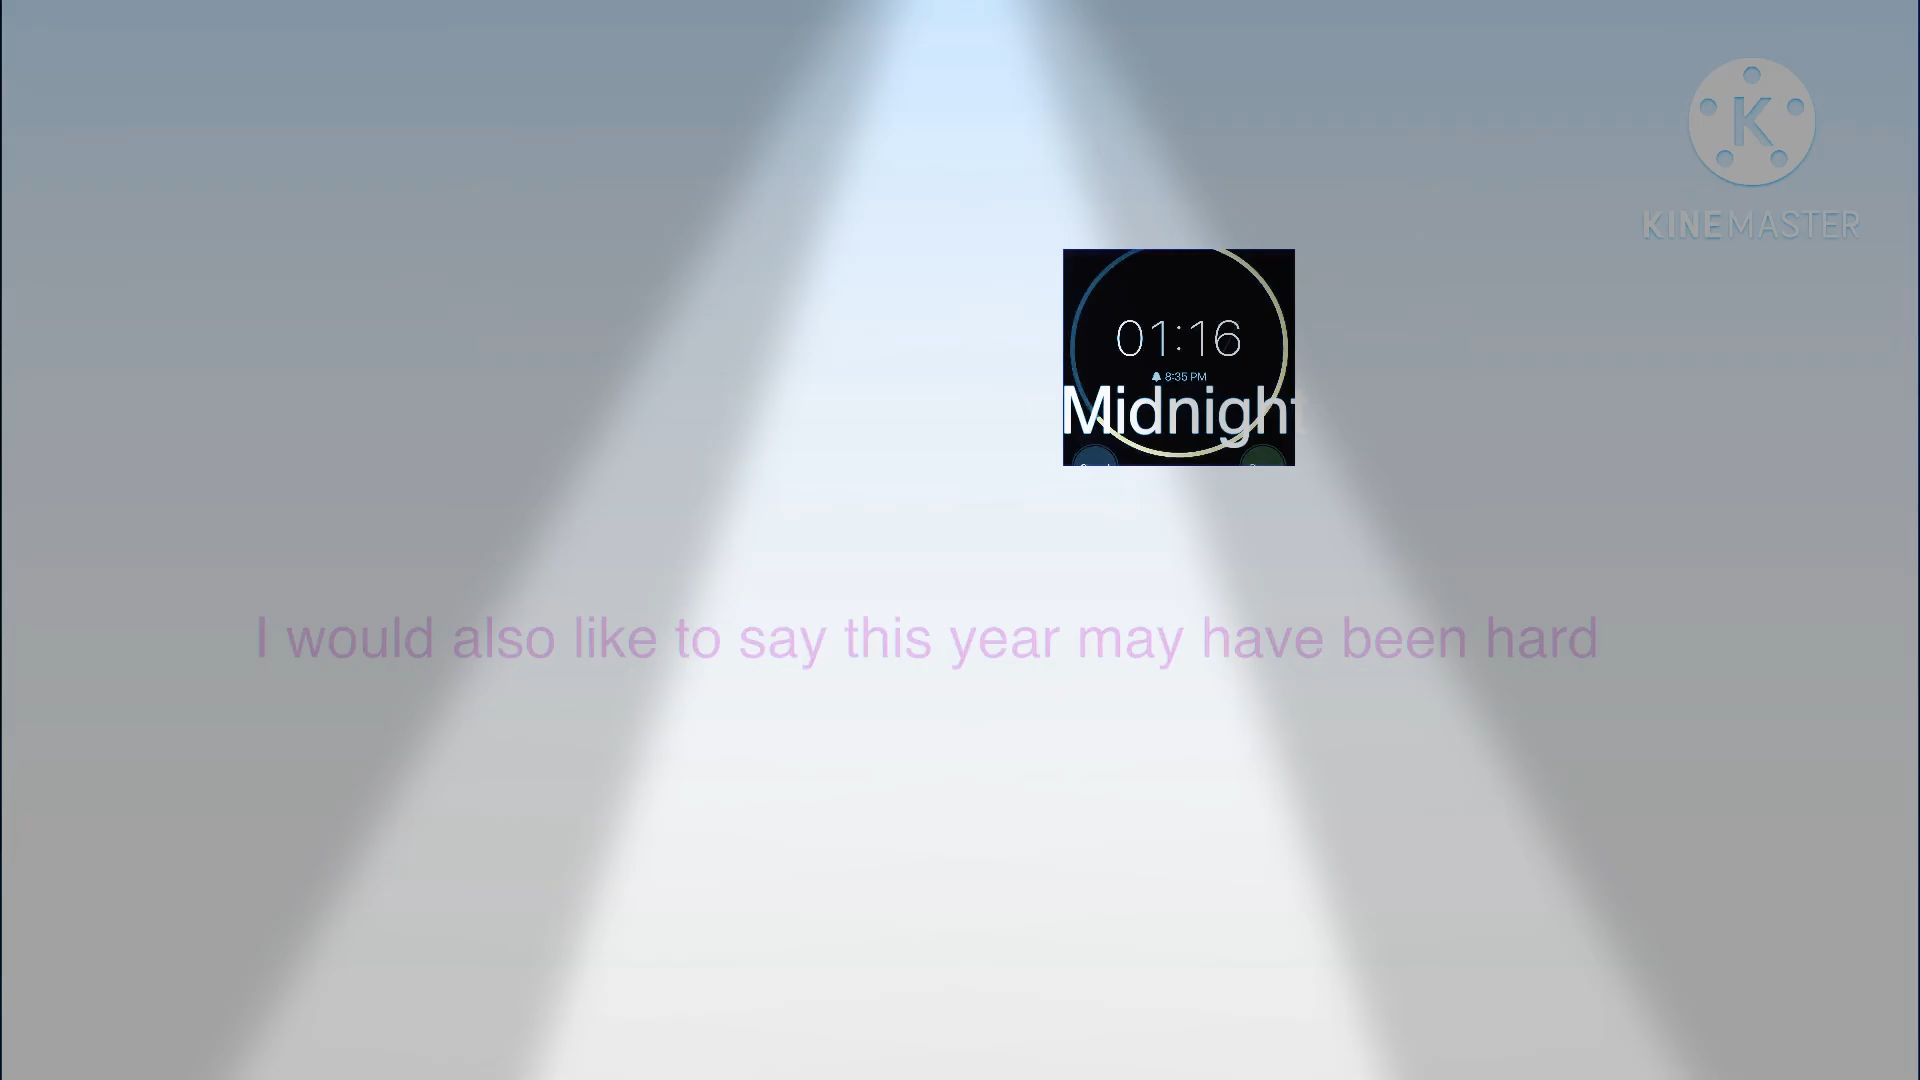 K
KINEMASTER
01:16
8:35 PM
Midnight
I would also like to say this year may have been hard